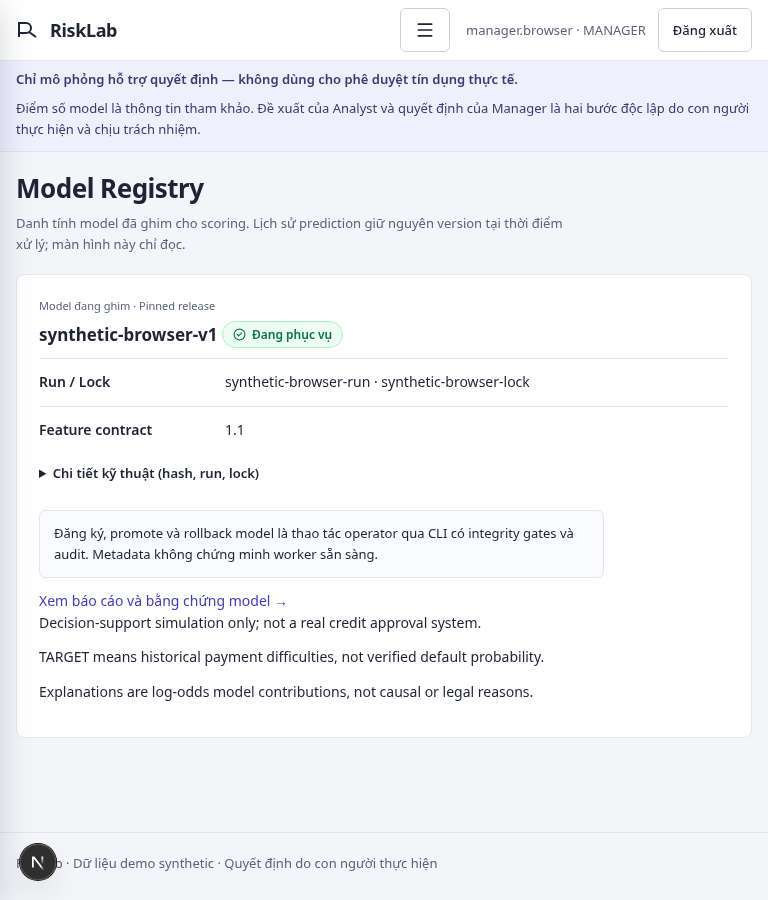 RiskLab
manager.browser · MANAGER
Đăng xuất
Chỉ mô phỏng hỗ trợ quyết định — không dùng cho phê duyệt tín dụng thực tế.
Điểm số model là thông tin tham khảo. Đề xuất của Analyst và quyết định của Manager là hai bước độc lập do con người
thực hiện và chịu trách nhiệm.
Model Registry
Danh tính model đã ghim cho scoring. Lịch sử prediction giữ nguyên version tại thời điểm
xử lý; màn hình này chỉ đọc.
Model đang ghim · Pinned release
synthetic-browser-v1 Đang phục vụ
Run / Lock synthetic-browser-run · synthetic-browser-lock
Feature contract 1.1
Chi tiết kỹ thuật (hash, run, lock)
Đăng ký, promote và rollback model là thao tác operator qua CLI có integrity gates và
audit. Metadata không chứng minh worker sẵn sàng.
Xem báo cáo và bằng chứng model →
Decision-support simulation only; not a real credit approval system.
TARGET means historical payment difficulties, not verified default probability.
Explanations are log-odds model contributions, not causal or legal reasons.
· Dữ liệu demo synthetic · Quyết định do con người thực hiện